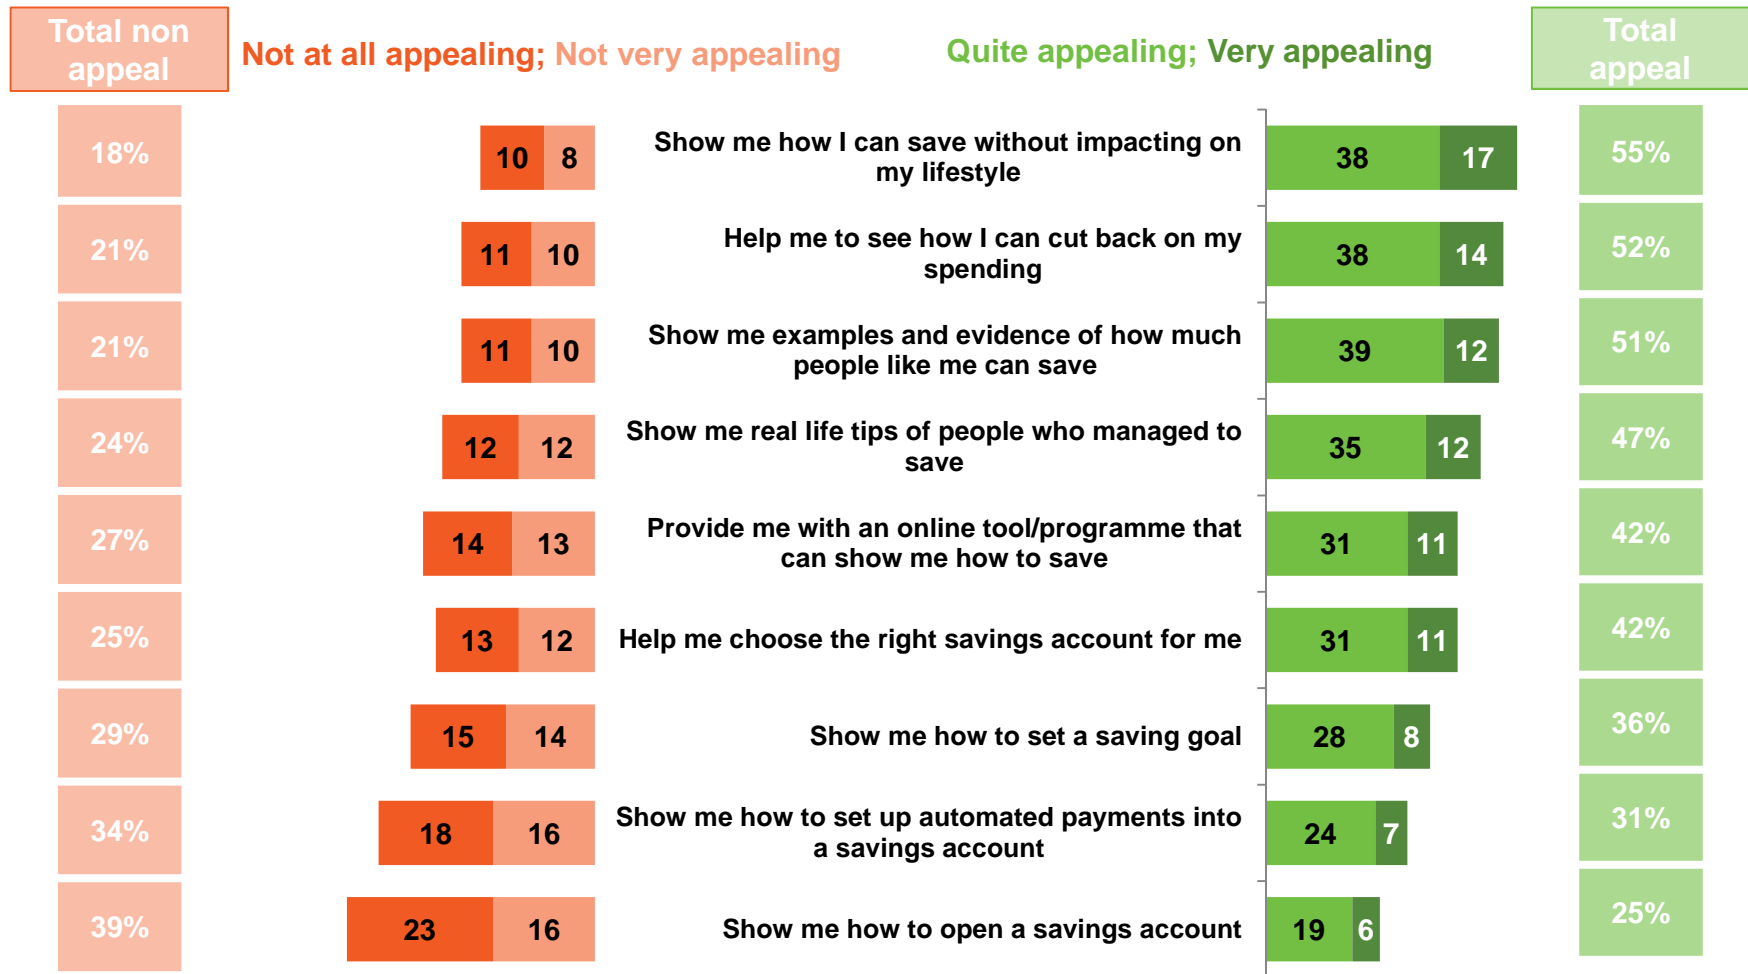 Total non
appeal
Not at all appealing; Not very appealing
Quite appealing; Very appealing
Total
appeal
18%
10 8
Show me how I can save without impacting on
my lifestyle
38 17
55%
21%
11 10
Help me to see how I can cut back on my
spending
38 14
52%
21%
11 10
Show me examples and evidence of how much
people like me can save
39 12
51%
24%
12 12
Show me real life tips of people who managed to
save
35 12
47%
27%
14 13
Provide me with an online tool/programme that
can show me how to save
31 11
42%
25%
13 12
Help me choose the right savings account for me
31 11
42%
29%
15 14
Show me how to set a saving goal
28 8
36%
34%
18 16
Show me how to set up automated payments into
a savings account
24 7
31%
39%
23 16
Show me how to open a savings account
19 6
25%